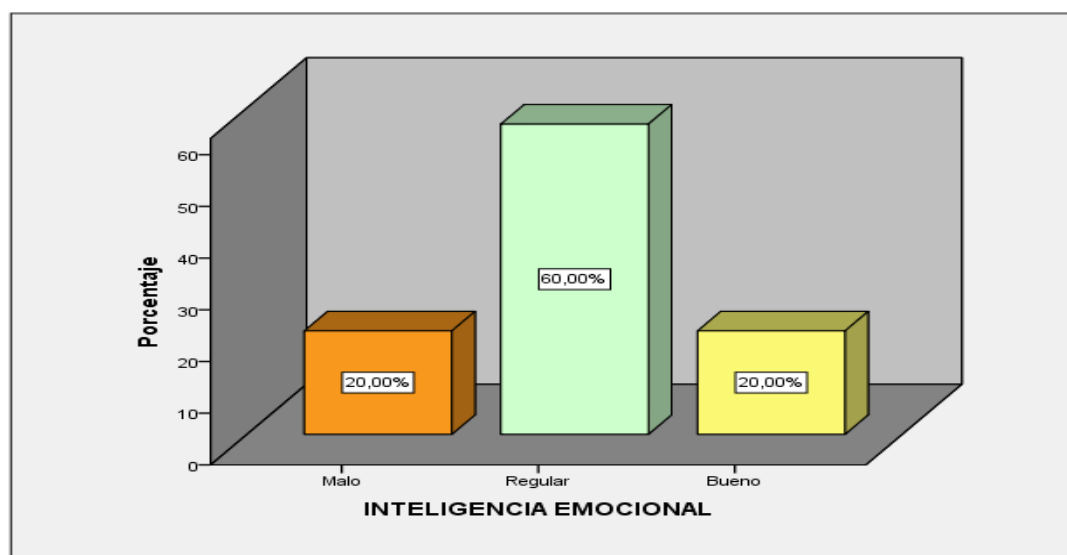 Porcentaje
60
50
40
30
20
10
0
20,00%
60,00%
20,00%
Malo
Regular
Bueno
INTELIGENCIA EMOCIONAL